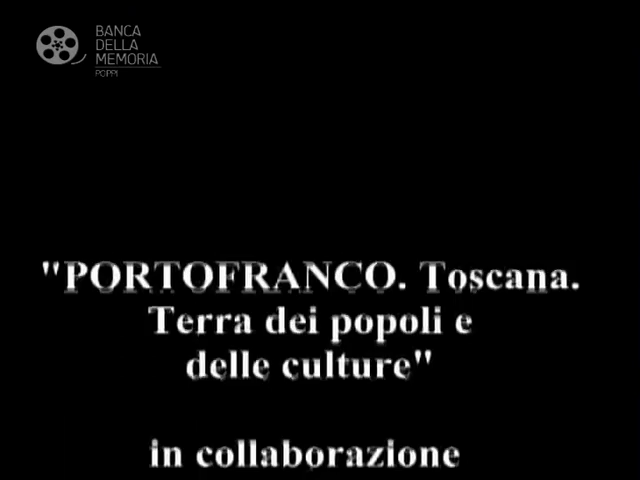 BANCA
DELLA
MEMORIA
POPPI
"PORTOFRANCO. Toscana.
Terra dei popoli e
delle culture"
in collaborazione